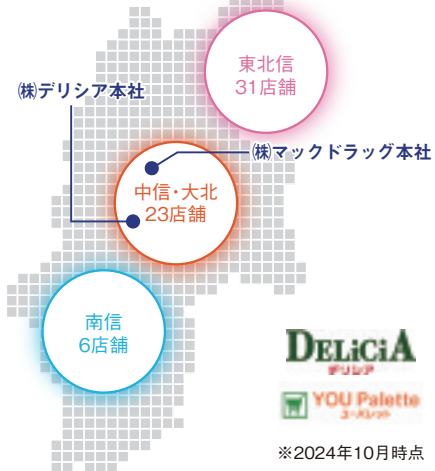 東北信
31店舗
㈱デリシア本社
㈱マックドラッグ本社
中信・大北
23店舗
南信
6店舗
DELiCiA
デリシア
YOU Palette
ユーパレット
※2024年10月時点